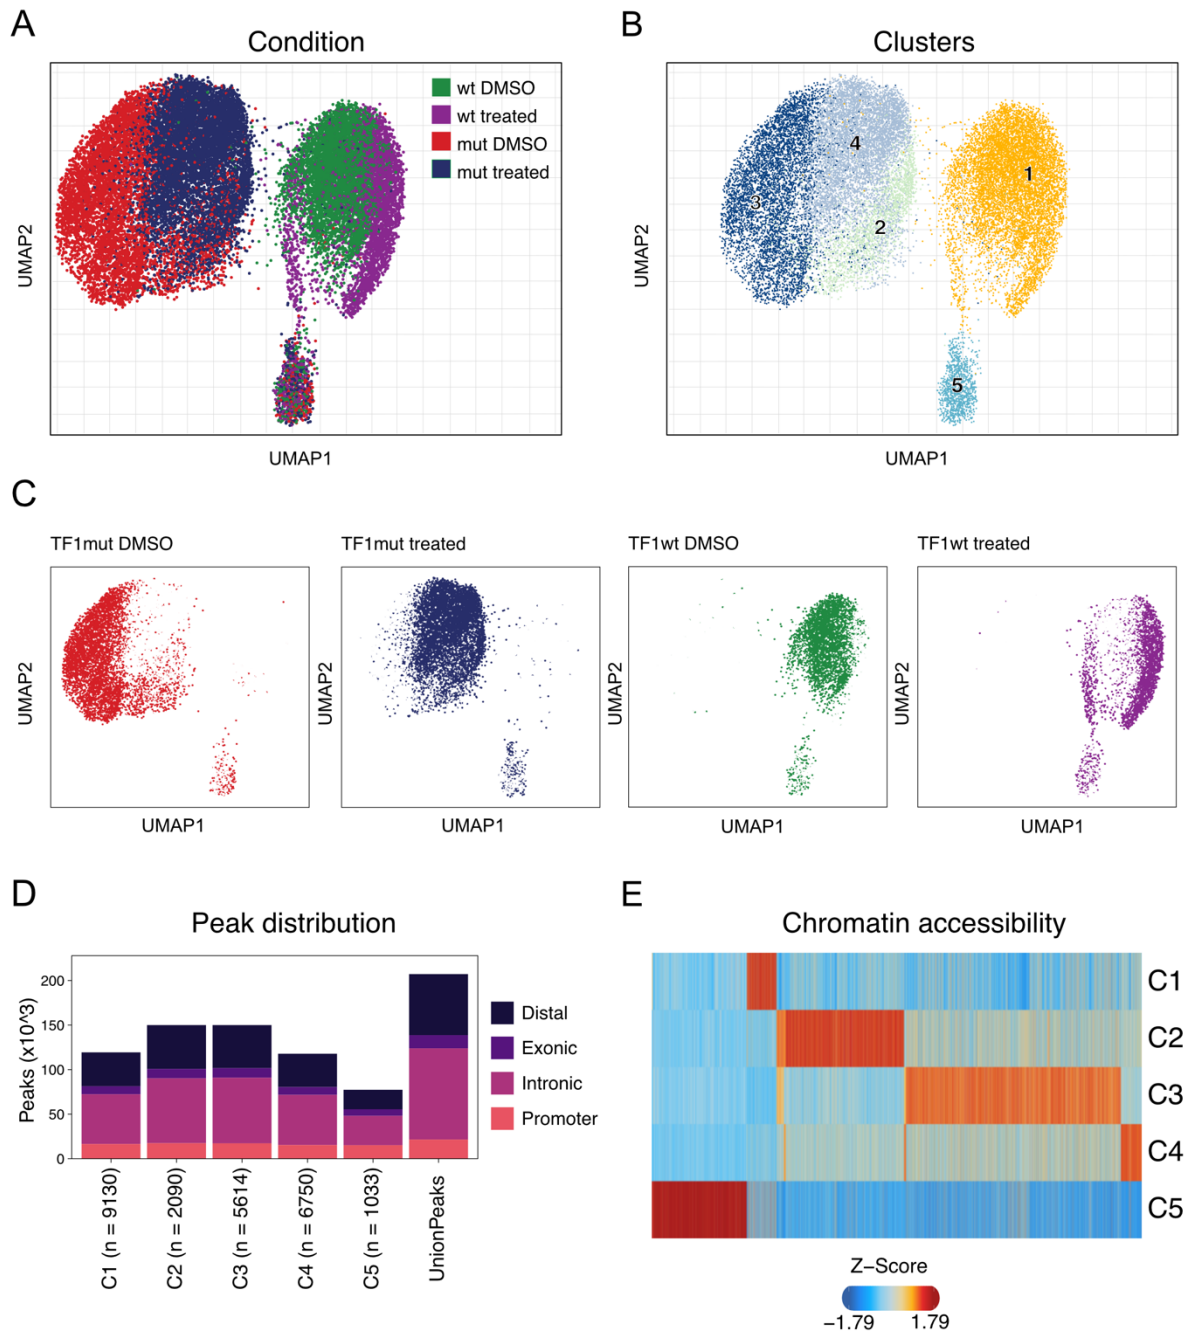 A
Condition
wt DMSO
wt treated
mut DMSO
mut treated
UMAP2
UMAP1
B
Clusters
4
1
3
2
5
UMAP2
UMAP1
C
TF1mut DMSO
TF1mut treated
TF1wt DMSO
TF1wt treated
UMAP2
UMAP2
UMAP2
UMAP2
UMAP1
UMAP1
UMAP1
UMAP1
D
Peak distribution
Peaks (x10^3)
200
150
100
50
0
Distal
Exonic
Intronic
Promoter
C1 (n = 9130)
C2 (n = 2090)
C3 (n = 5614)
C4 (n = 6750)
C5 (n = 1033)
UnionPeaks
E
Chromatin accessibility
C1
C2
C3
C4
C5
Z−Score
−1.79 1.79